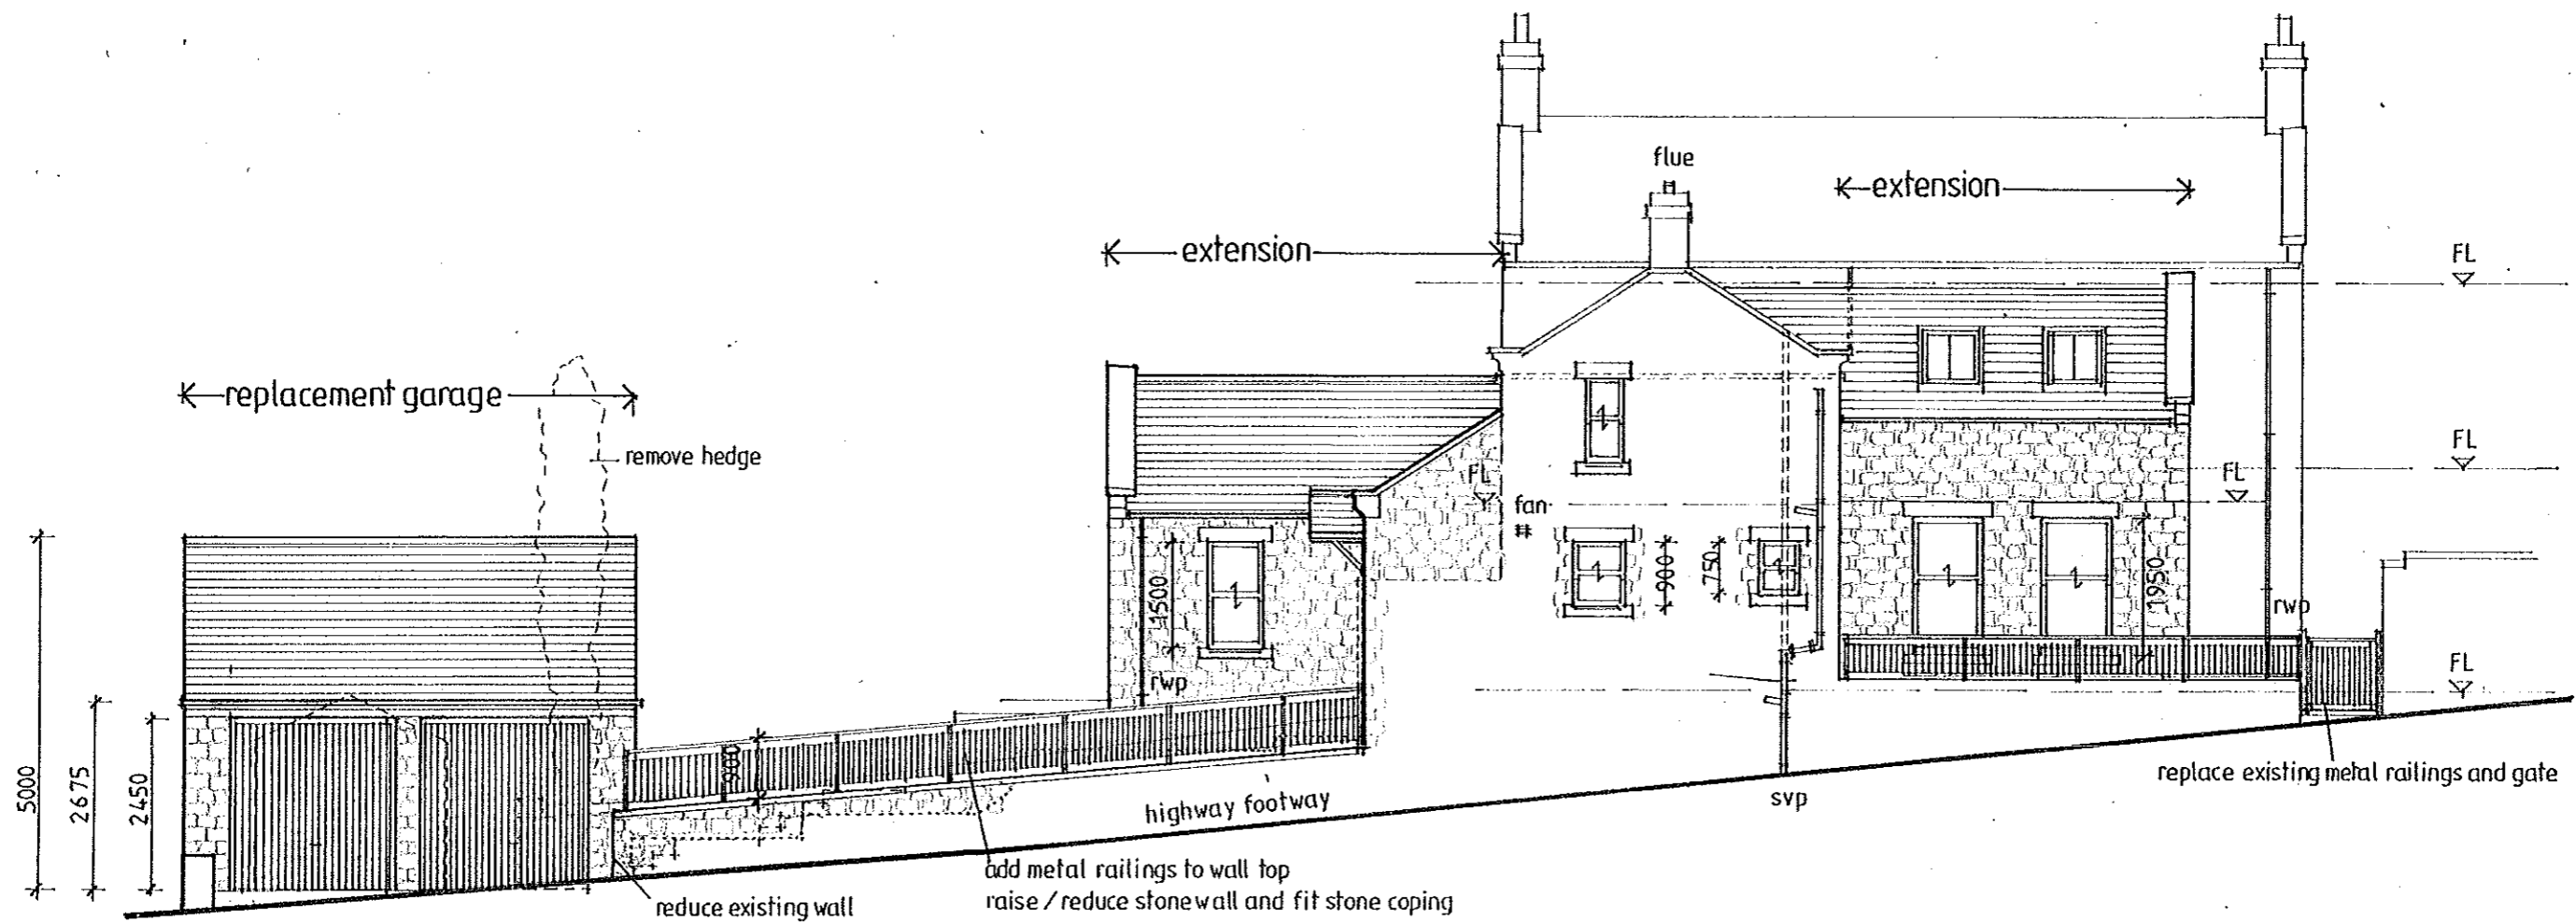 flue
extension
extension
FL
replacement garage
remove hedge
FL
FL
FL
fan
1500
900
750
1950
rwp
rwp
FL
5000
2675
2450
900
highway footway
svp
replace existing metal railings and gate
add metal railings to wall top
raise / reduce stone wall and fit stone coping
reduce existing wall